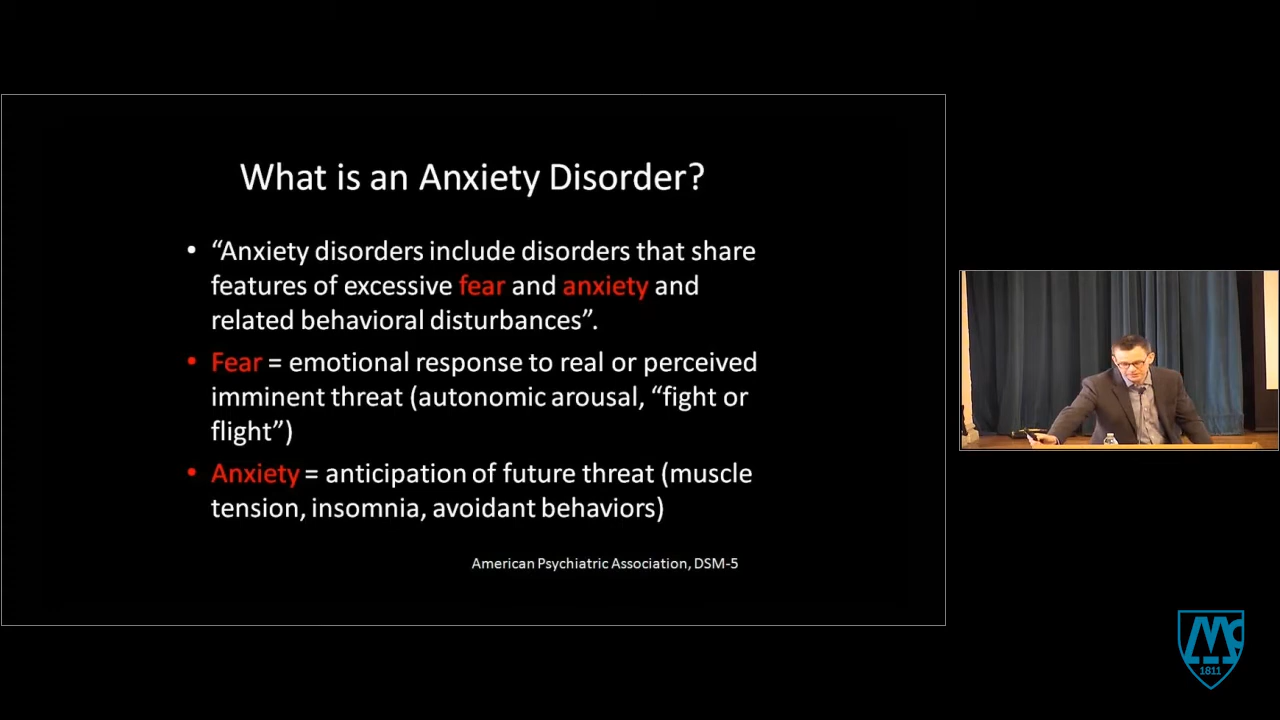 What is an Anxiety Disorder?
• “Anxiety disorders include disorders that share
features of excessive fear and anxiety and
related behavioral disturbances”.
• Fear = emotional response to real or perceived
imminent threat (autonomic arousal, “fight or
flight”)
• Anxiety = anticipation of future threat (muscle
tension, insomnia, avoidant behaviors)
American Psychiatric Association, DSM-5
Mc
1811